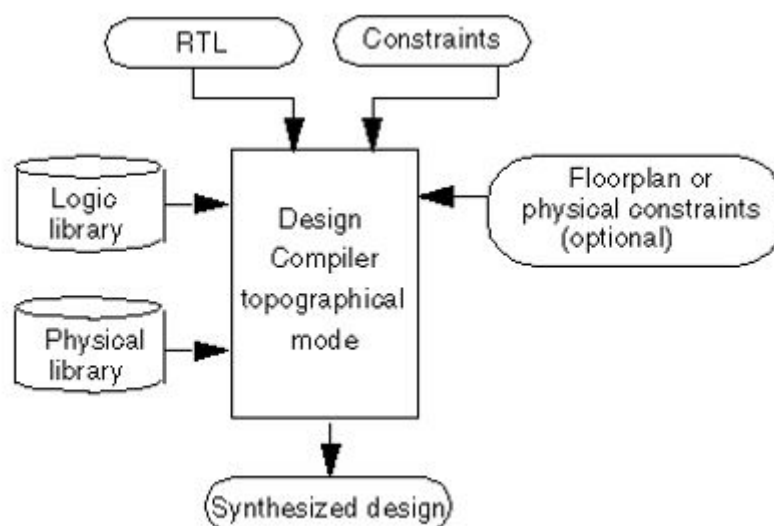 RTL
Constraints
Logic
library
Design
Compiler
topographical
mode
Floorplan or
physical constraints
(optional)
Physical
library
Synthesized design